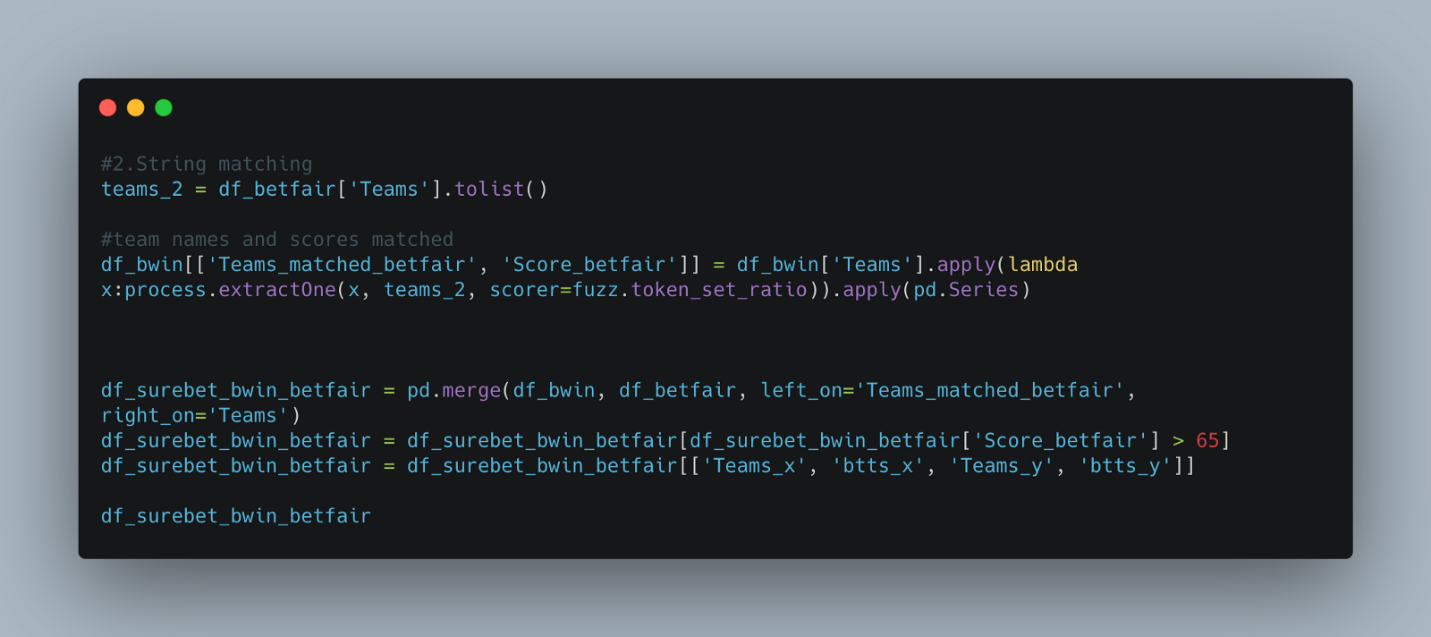 #2.String matching
teams_2 = df_betfair['Teams'].tolist()
#team names and scores matched
df_bwin[['Teams_matched_betfair', 'Score_betfair']] = df_bwin['Teams'].apply(lambda
x:process.extractOne(x, teams_2, scorer=fuzz.token_set_ratio)).apply(pd.Series)
df_surebet_bwin_betfair = pd.merge(df_bwin, df_betfair, left_on='Teams_matched_betfair',
right_on='Teams')
df_surebet_bwin_betfair = df_surebet_bwin_betfair[df_surebet_bwin_betfair['Score_betfair'] > 65]
df_surebet_bwin_betfair = df_surebet_bwin_betfair[['Teams_x', 'btts_x', 'Teams_y', 'btts_y']]
df_surebet_bwin_betfair